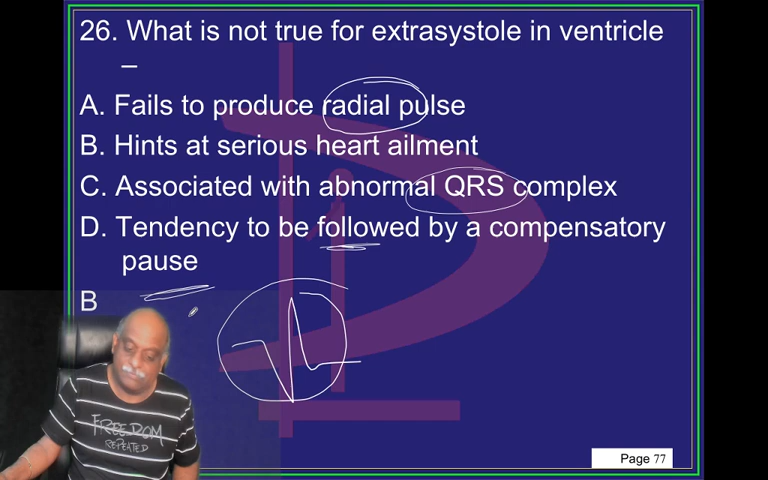 26. What is not true for extrasystole in ventricle
–
A. Fails to produce radial pulse
B. Hints at serious heart ailment
C. Associated with abnormal QRS complex
D. Tendency to be followed by a compensatory
pause
B
FREEDOM
REPEATED
Page 77